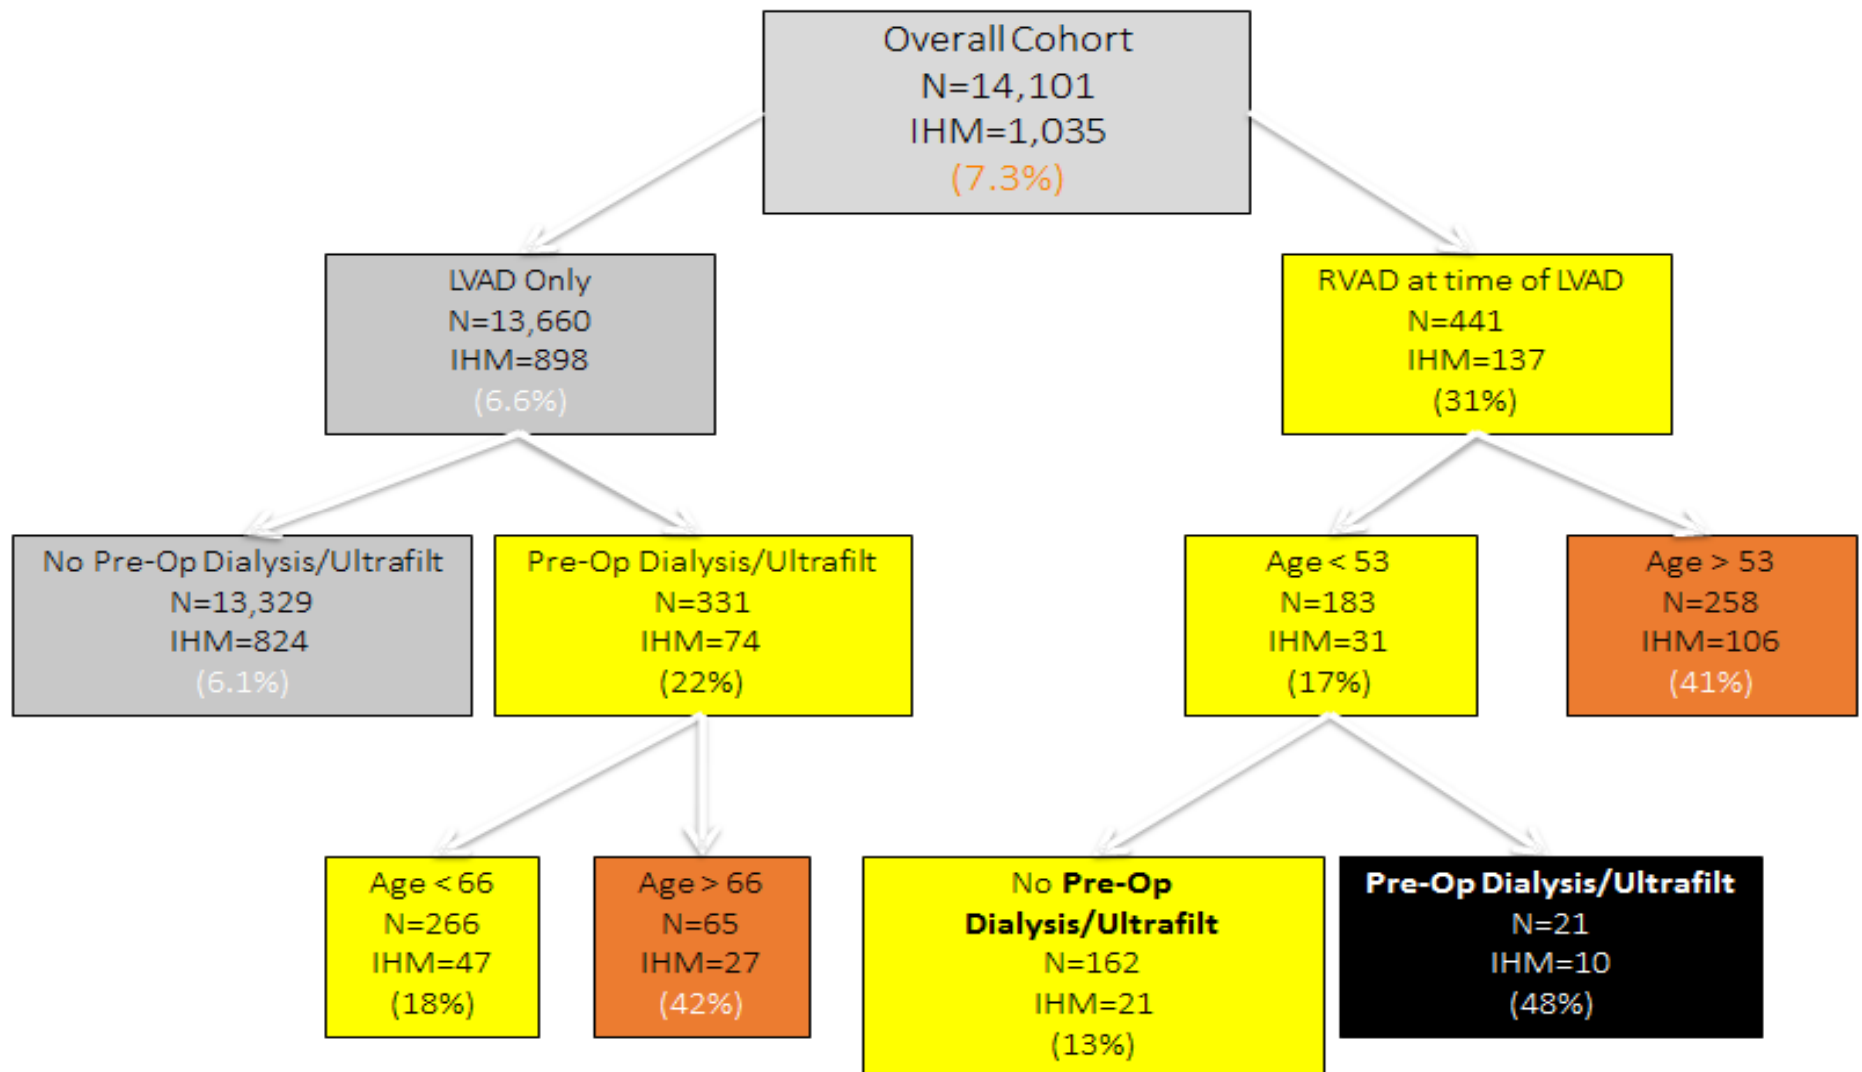 Overall Cohort
N=14,101
IHM=1,035
(7.3%)
LVAD Only
N=13,660
IHM=898
(6.6%)
RVAD at time of LVAD
N=441
IHM=137
(31%)
No Pre-Op Dialysis/Ultrafilt
N=13,329
IHM=824
(6.1%)
Pre-Op Dialysis/Ultrafilt
N=331
IHM=74
(22%)
Age < 53
N=183
IHM=31
(17%)
Age > 53
N=258
IHM=106
(41%)
Age < 66
N=266
IHM=47
(18%)
Age > 66
N=65
IHM=27
(42%)
No Pre-Op
Dialysis/Ultrafilt
N=162
IHM=21
(13%)
Pre-Op Dialysis/Ultrafilt
N=21
IHM=10
(48%)